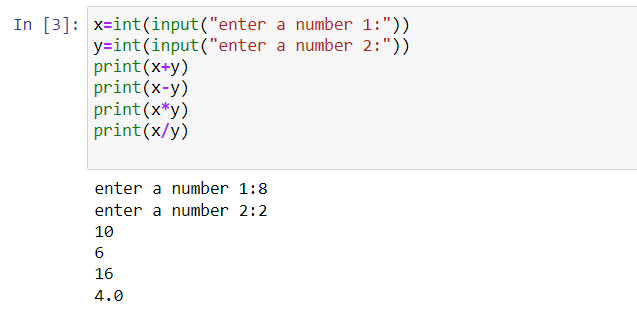 In [3]: x=int(input("enter a number 1:"))
y=int(input("enter a number 2:"))
print(x+y)
print(x-y)
print(x*y)
print(x/y)
enter a number 1:8
enter a number 2:2
10
6
16
4.0